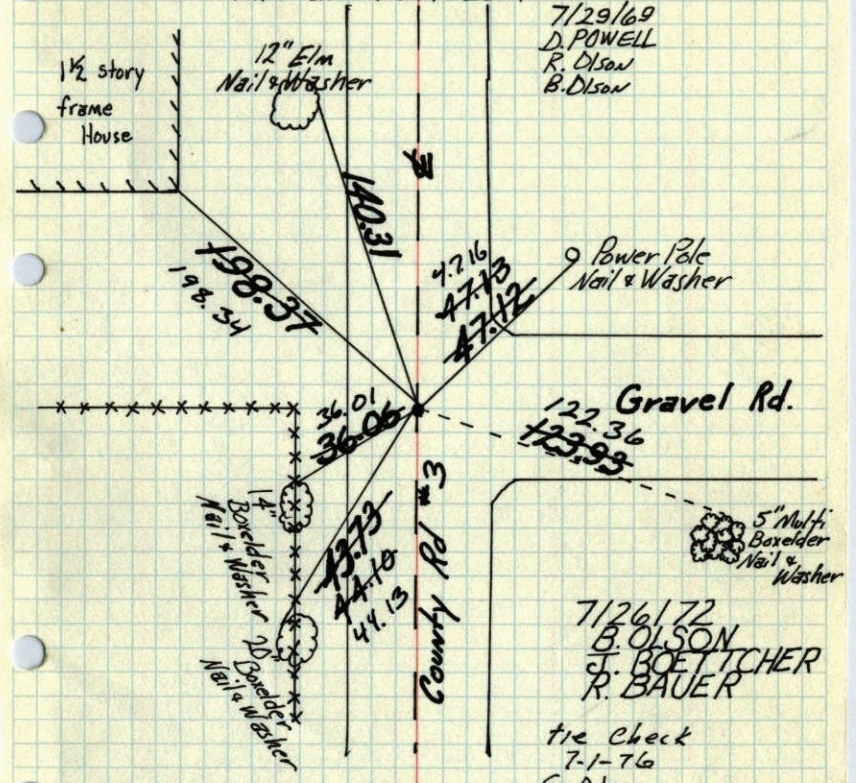 7/29/69
D. POWELL
R. Olson
B. Olson
12" Elm
Nail & Washer
1½ story
frame
House
140.31
198.37
198.34
4.716
47.13
47.12
Power Pole
Nail & Washer
Gravel Rd.
36.01
36.06
122.36
123.93
14"
Boxelder
Nail & Washer
43.73
44.10
44.13
County Rd #3
20"
Boxelder
Nail & Washer
5" Multi
Boxelder
Nail &
Washer
7/26/72
B. OLSON
J. BOETTCHER
R. BAUER
tie Check
7-1-76